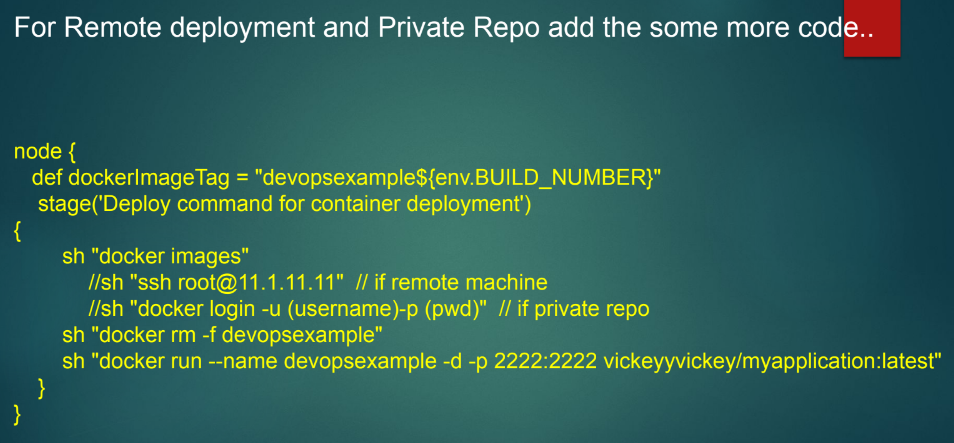 For Remote deployment and Private Repo add the some more code..
node {
def dockerImageTag = "devopsexample${env.BUILD_NUMBER}"
stage('Deploy command for container deployment')
{
sh "docker images"
//sh "ssh root@11.1.11.11" // if remote machine
//sh "docker login -u (username)-p (pwd)" // if private repo
sh "docker rm -f devopsexample"
sh "docker run --name devopsexample -d -p 2222:2222 vickeyyvickey/myapplication:latest"
}
}